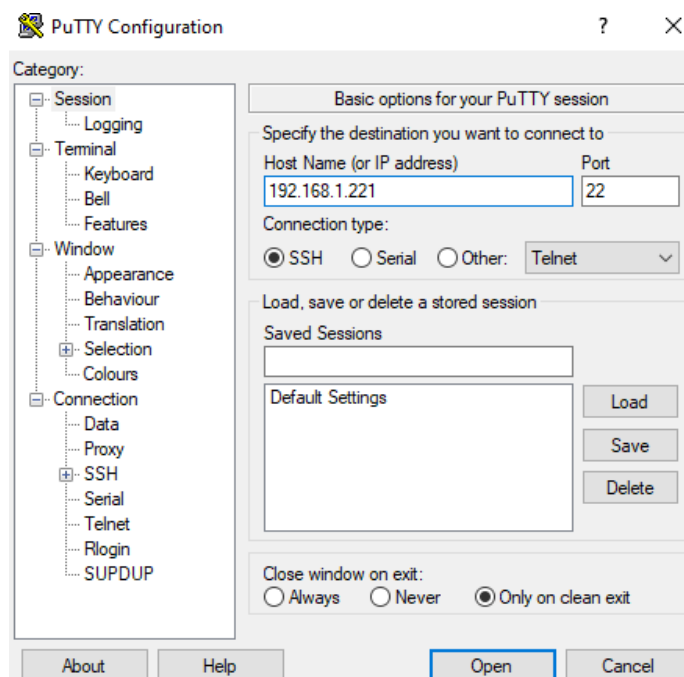 PuTTY Configuration
?
Category:
Session
Logging
Terminal
Keyboard
Bell
Features
Window
Appearance
Behaviour
Translation
Selection
Colours
Connection
Data
Proxy
SSH
Serial
Telnet
Rlogin
SUPDUP
Basic options for your PuTTY session
Specify the destination you want to connect to
Host Name (or IP address) Port
192.168.1.221 22
Connection type:
SSH Serial Other: Telnet
Load, save or delete a stored session
Saved Sessions
Default Settings
Load
Save
Delete
Close window on exit:
Always Never Only on clean exit
About Help Open Cancel